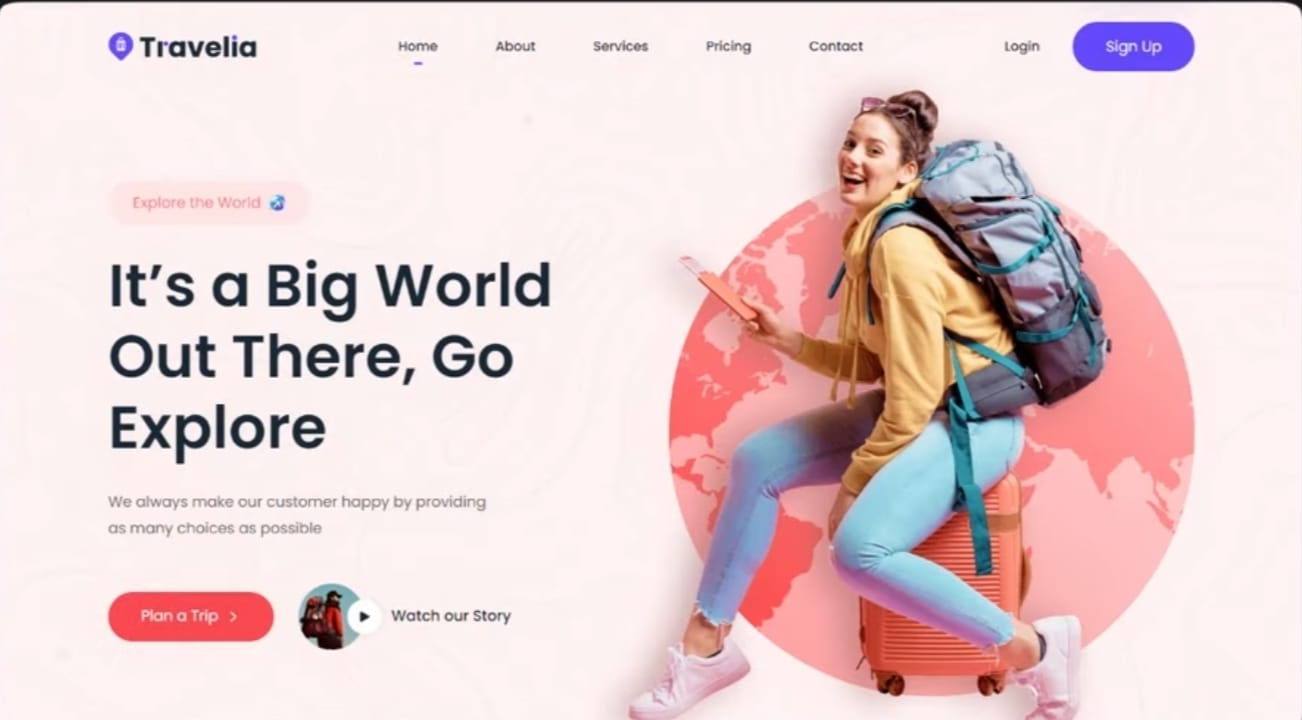 Travelia
Home About Services Pricing Contact Login Sign Up
Explore the World
It’s a Big World
Out There, Go
Explore
We always make our customer happy by providing
as many choices as possible
Plan a Trip
Watch our Story